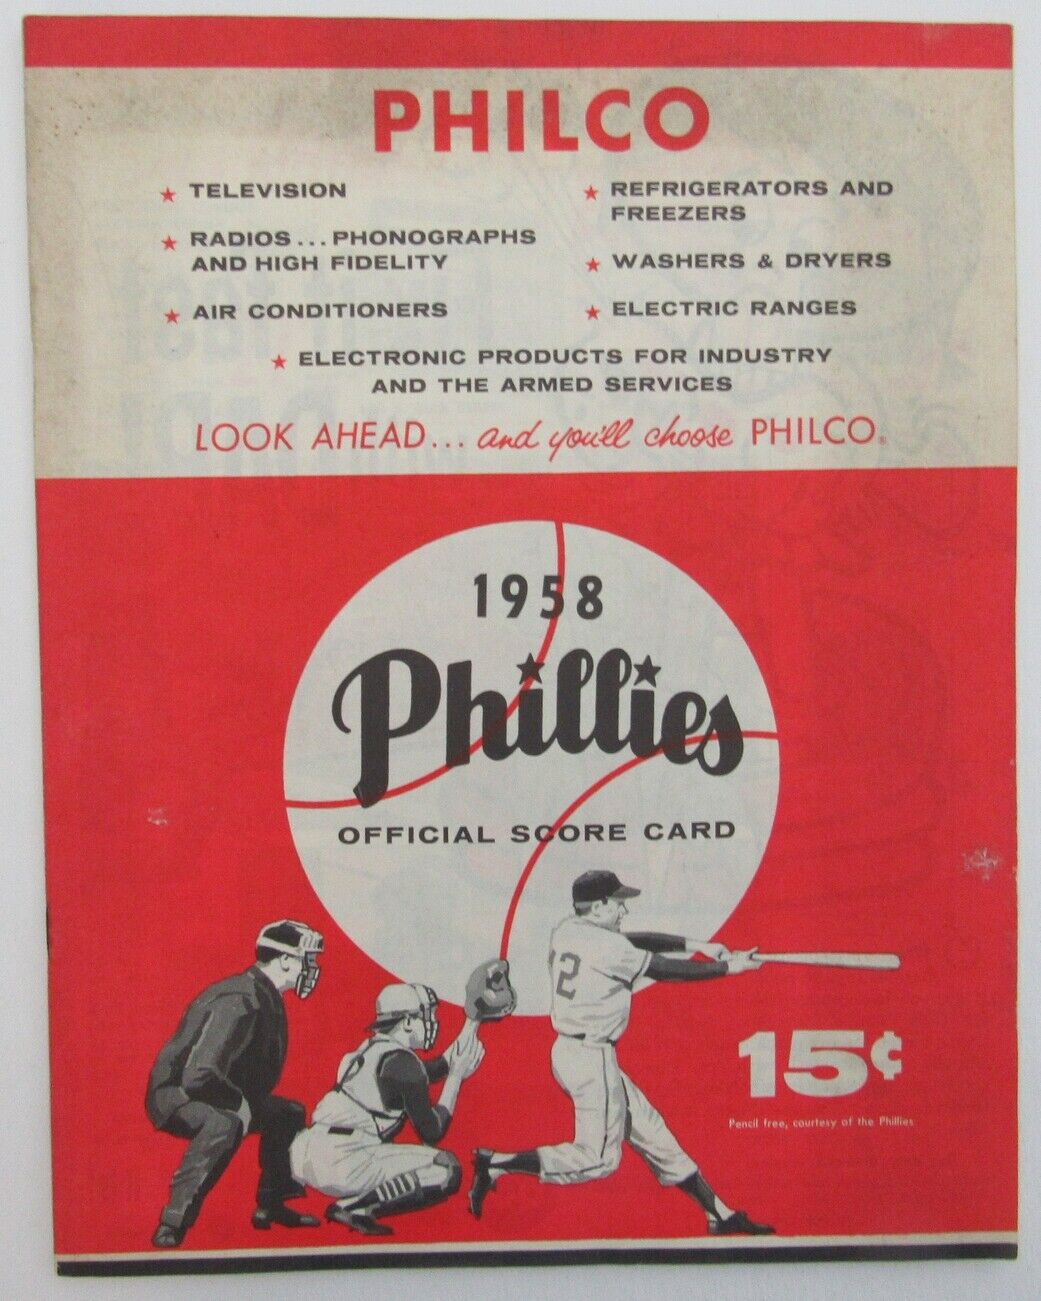 PHILCO
★ TELEVISION
★ RADIOS...PHONOGRAPHS
AND HIGH FIDELITY
★ AIR CONDITIONERS
★ REFRIGERATORS AND
FREEZERS
★ WASHERS & DRYERS
★ ELECTRIC RANGES
★ ELECTRONIC PRODUCTS FOR INDUSTRY
AND THE ARMED SERVICES
LOOK AHEAD... and you'll choose PHILCO®
1958
Phillies
OFFICIAL SCORE CARD
72
15¢
Pencil free, courtesy of the Phillies